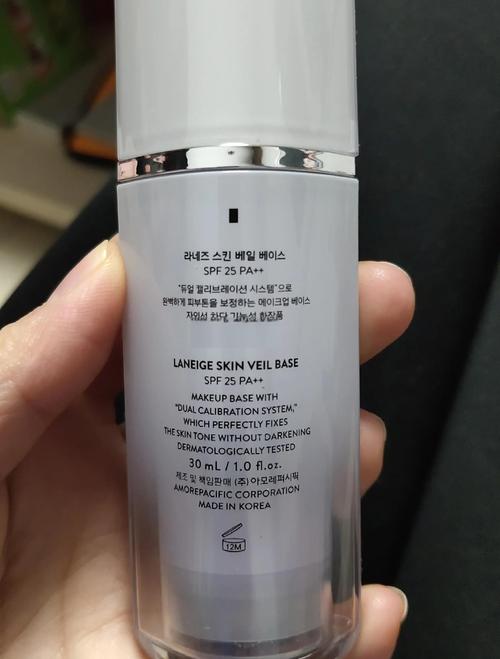 라네즈 스킨 베일 베이스
SPF 25 PA++
"듀얼 캘리브레이션 시스템"으로
완벽하게 피부톤을 보정하는 메이크업 베이스
자외선 차단 기능성 화장품
LANEIGE SKIN VEIL BASE
SPF 25 PA++
MAKEUP BASE WITH
"DUAL CALIBRATION SYSTEM,"
WHICH PERFECTLY FIXES
THE SKIN TONE WITHOUT DARKENING
DERMATOLOGICALLY TESTED
30 mL / 1.0 fl.oz.
제조 및 책임판매 (주)아모레퍼시픽
AMOREPACIFIC CORPORATION
MADE IN KOREA
12M